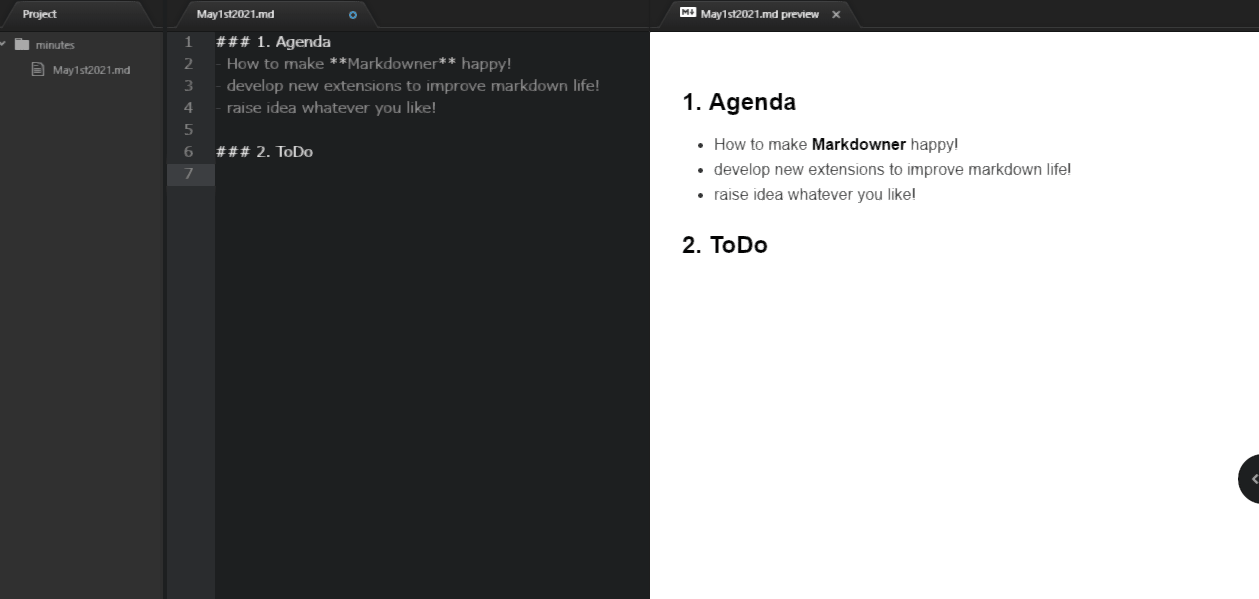 Project
minutes
May1st2021.md
May1st2021.md
1 ### 1. Agenda
2 - How to make **Markdowner** happy!
3 - develop new extensions to improve markdown life!
4 - raise idea whatever you like!
5
6 ### 2. ToDo
7
M↓ May1st2021.md preview ×
1. Agenda
• How to make Markdowner happy!
• develop new extensions to improve markdown life!
• raise idea whatever you like!
2. ToDo